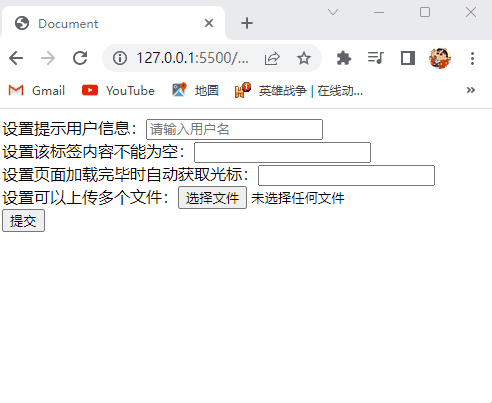 Document
127.0.0.1:5500/...
Gmail
YouTube
地图
英雄战争 | 在线动...
设置提示用户信息：请输入用户名
设置该标签内容不能为空：
设置页面加载完毕时自动获取光标：
设置可以上传多个文件：选择文件 未选择任何文件
提交